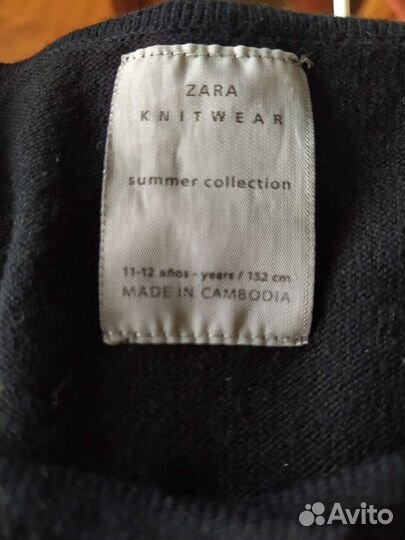 ZARA
KNITWEAR
summer collection
11-12 años - years / 152 cm
MADE IN CAMBODIA
Avito